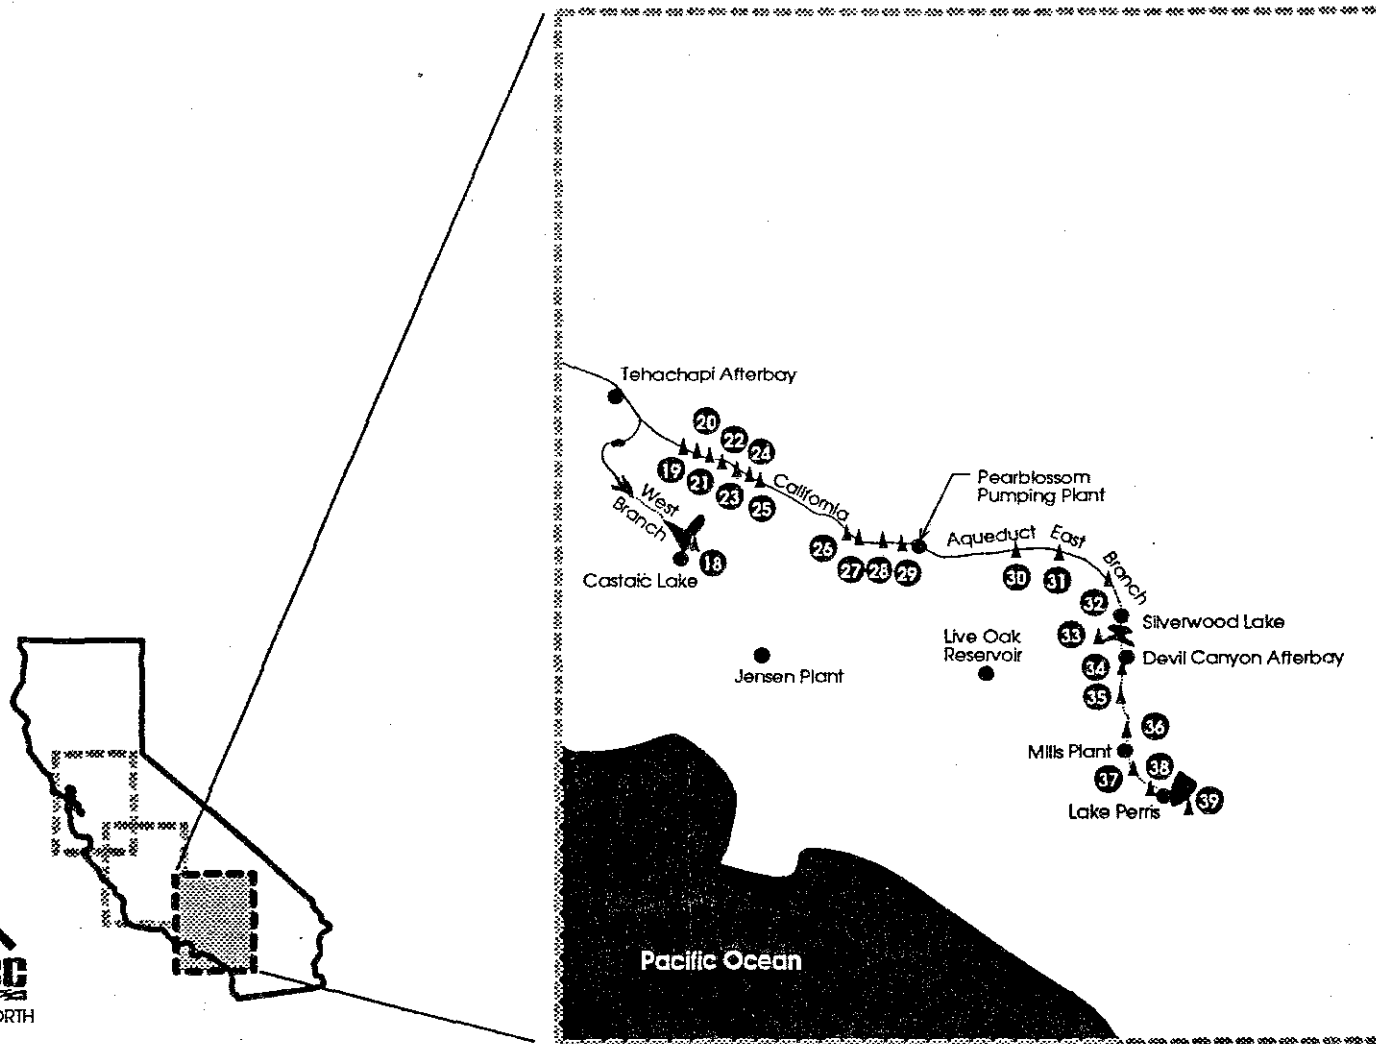 Tehachapi Afterbay
20
22
24
19
21
23
25
California
West
Branch
18
Castaic Lake
Pearblossom
Pumping Plant
26
27
28
29
Aqueduct
East
Branch
30
31
32
33
Silverwood Lake
Live Oak
Reservoir
Jensen Plant
34
Devil Canyon Afterbay
35
36
Mills Plant
37
38
39
Lake Perris
Pacific Ocean